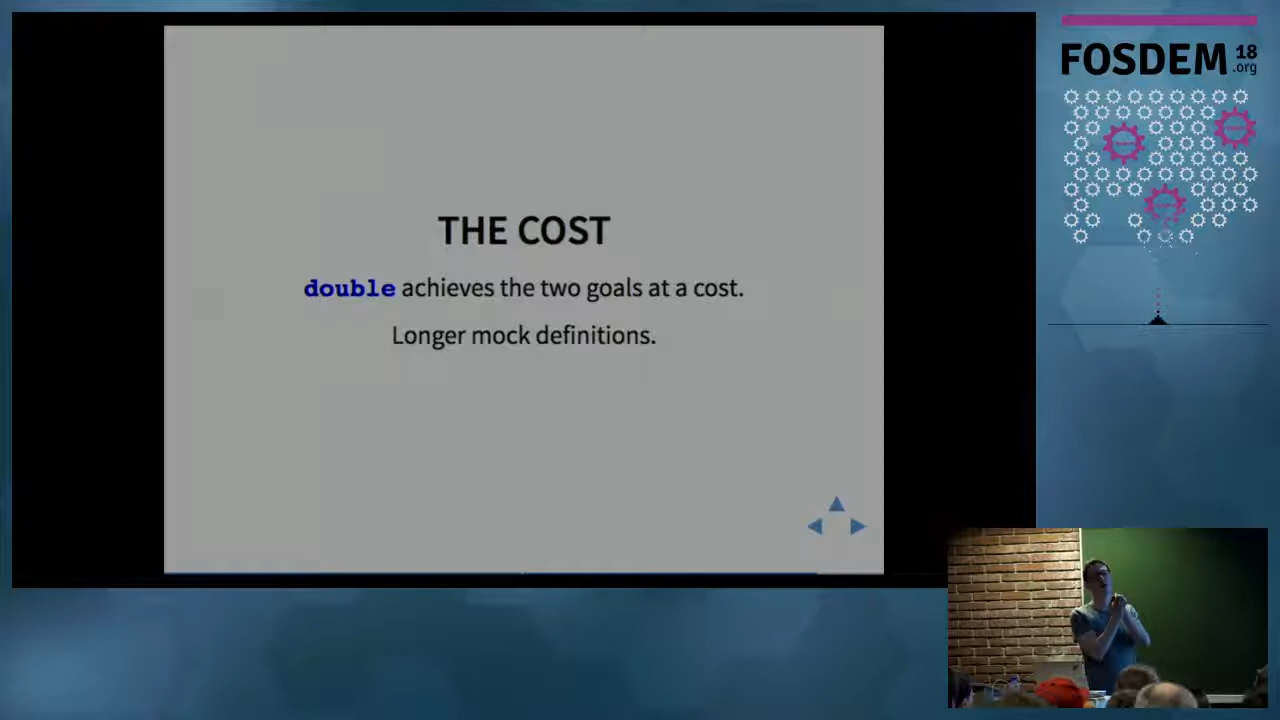 THE COST
double achieves the two goals at a cost.
Longer mock definitions.
FOSDEM 18
.org